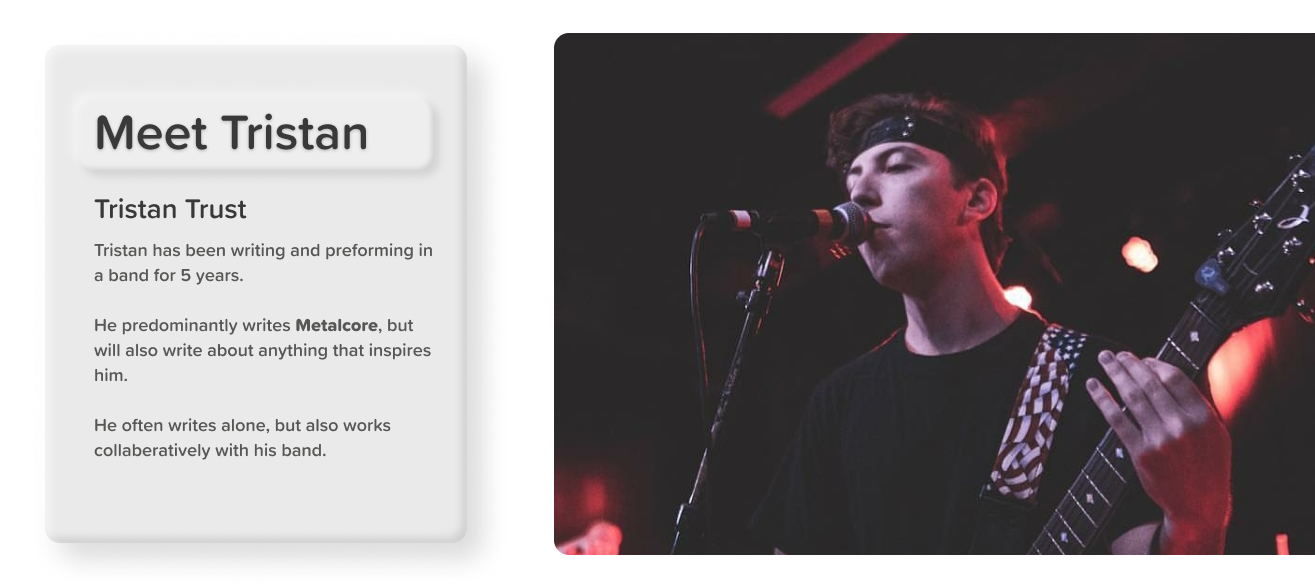 Meet Tristan
Tristan Trust
Tristan has been writing and preforming in
a band for 5 years.
He predominantly writes Metalcore, but
will also write about anything that inspires
him.
He often writes alone, but also works
collaberatively with his band.